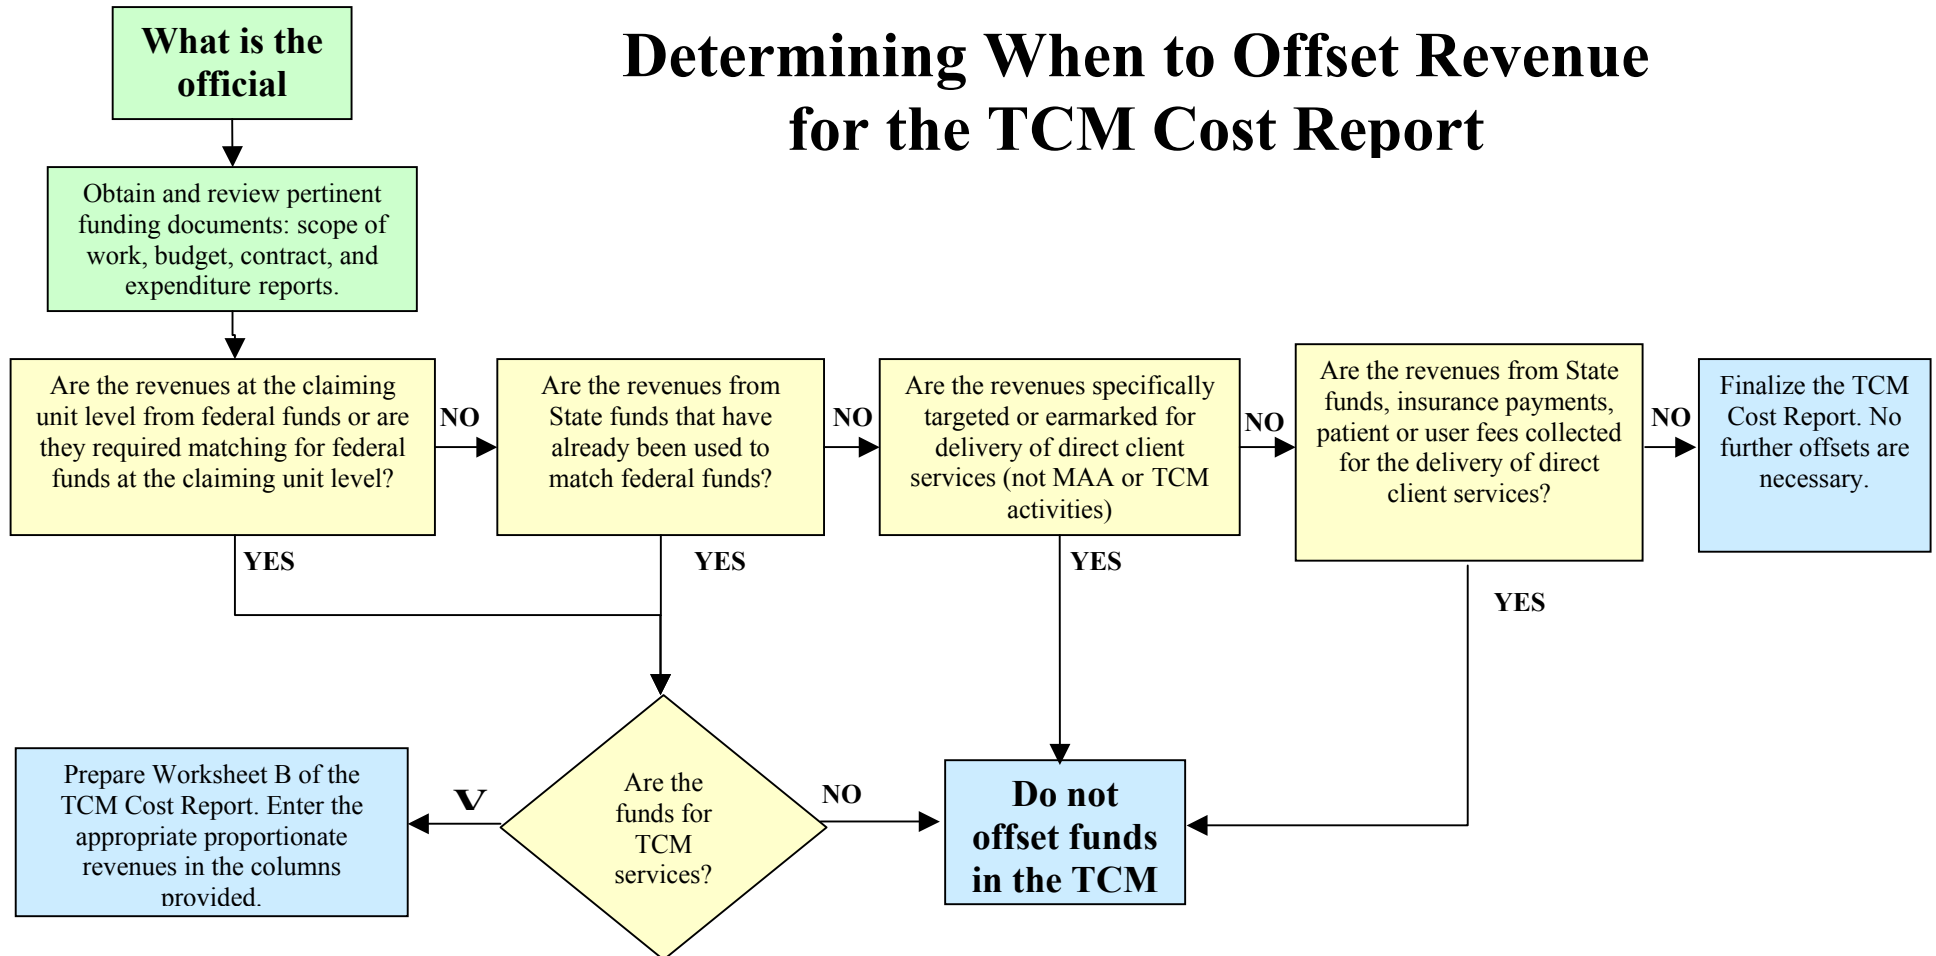 Determining When to Offset Revenue
for the TCM Cost Report
What is the
official
Obtain and review pertinent
funding documents: scope of
work, budget, contract, and
expenditure reports.
Are the revenues at the claiming
unit level from federal funds or are
they required matching for federal
funds at the claiming unit level?
NO
YES
Are the revenues from
State funds that have
already been used to
match federal funds?
NO
YES
Are the revenues specifically
targeted or earmarked for
delivery of direct client
services (not MAA or TCM
activities)
NO
YES
Are the revenues from State
funds, insurance payments,
patient or user fees collected
for the delivery of direct
client services?
NO
YES
Finalize the TCM
Cost Report. No
further offsets are
necessary.
Prepare Worksheet B of the
TCM Cost Report. Enter the
appropriate proportionate
revenues in the columns
provided.
Are the
funds for
TCM
services?
NO
Do not
offset funds
in the TCM